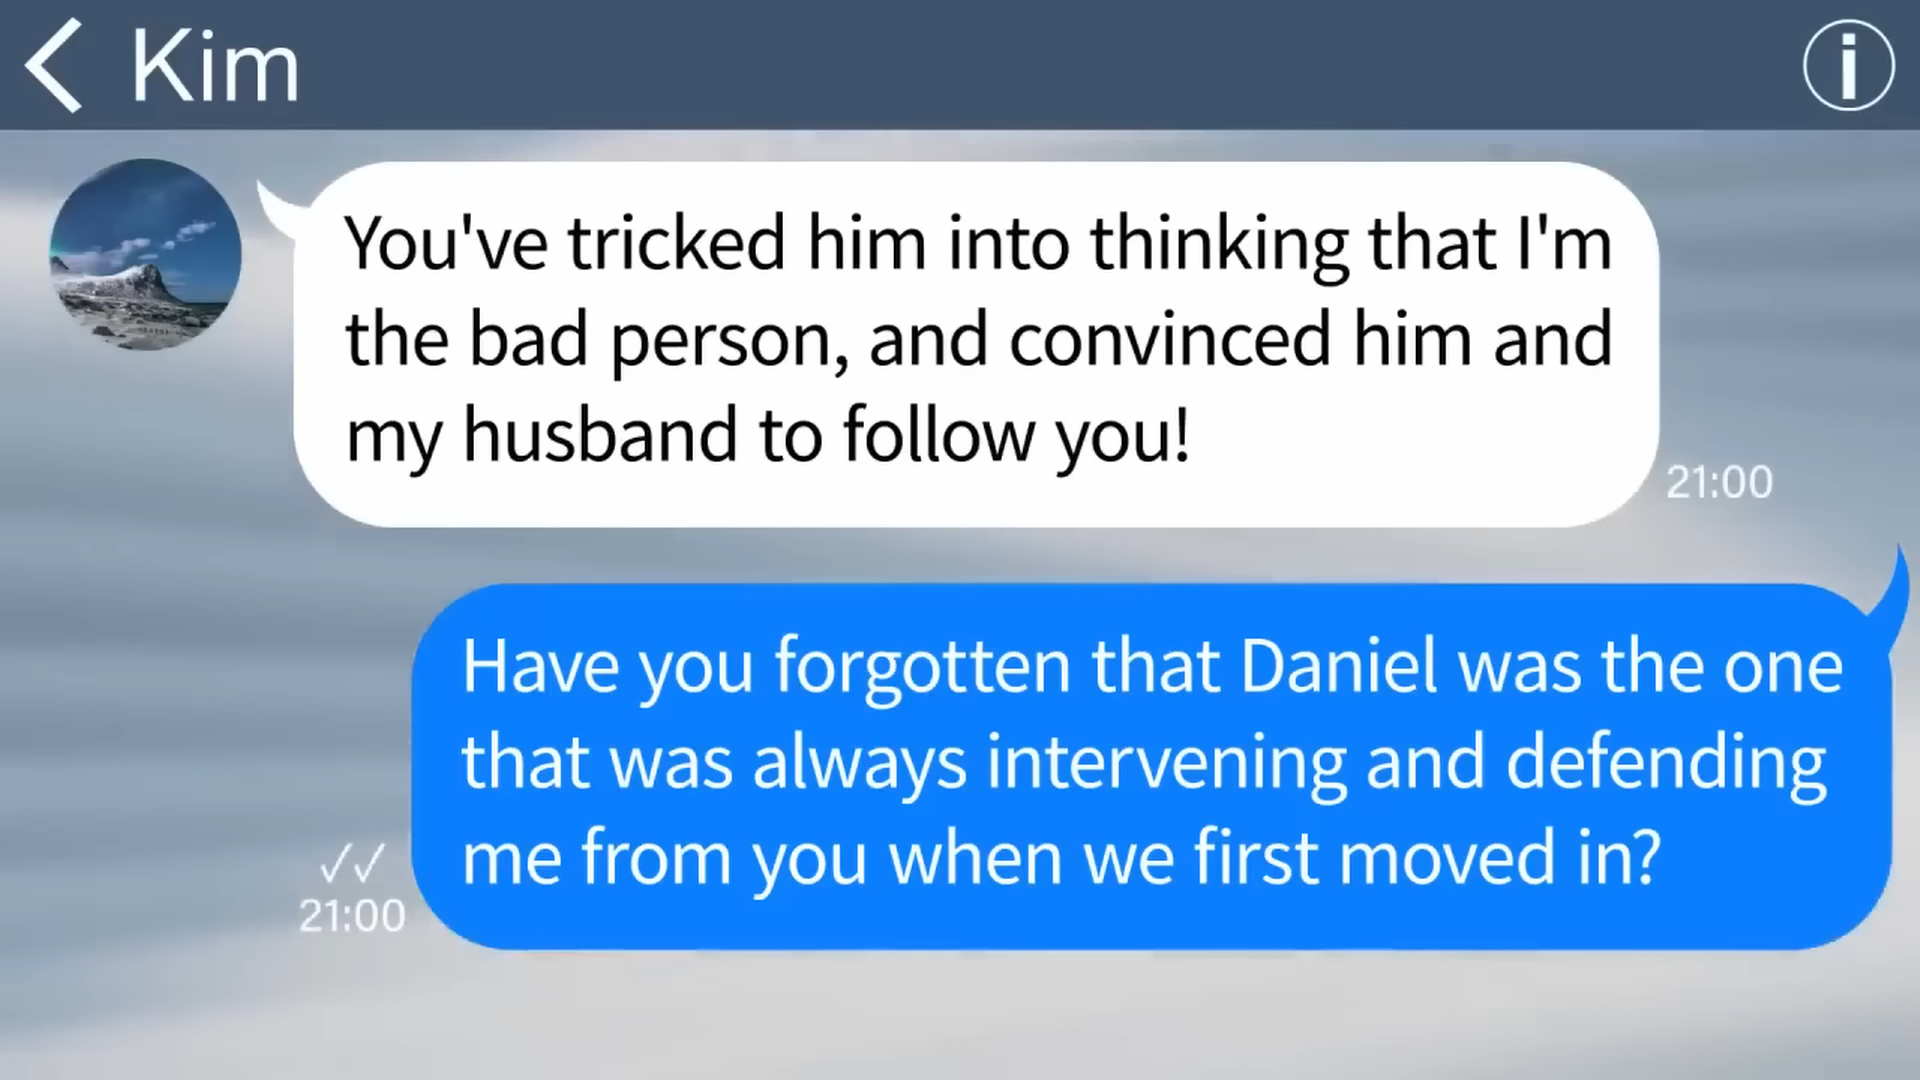 Kim
You've tricked him into thinking that I'm
the bad person, and convinced him and
my husband to follow you!
21:00
Have you forgotten that Daniel was the one
that was always intervening and defending
me from you when we first moved in?
21:00